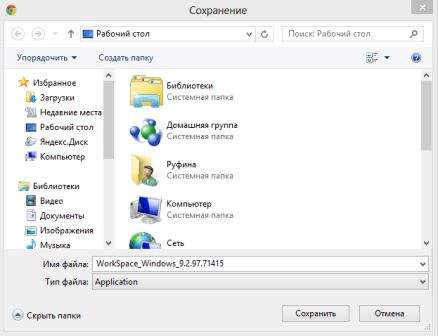 Сохранение
Рабочий стол
Поиск: Рабочий стол
Упорядочить
Создать папку
Избранное
Загрузки
Недавние места
Рабочий стол
Яндекс.Диск
Компьютер
Библиотеки
Видео
Документы
Изображения
Музыка
Библиотеки
Системная папка
Домашняя группа
Системная папка
Руфина
Системная папка
Компьютер
Системная папка
Сеть
Имя файла: WorkSpace_Windows_9.2.97.71415
Тип файла: Application
Скрыть папки
Сохранить
Отмена